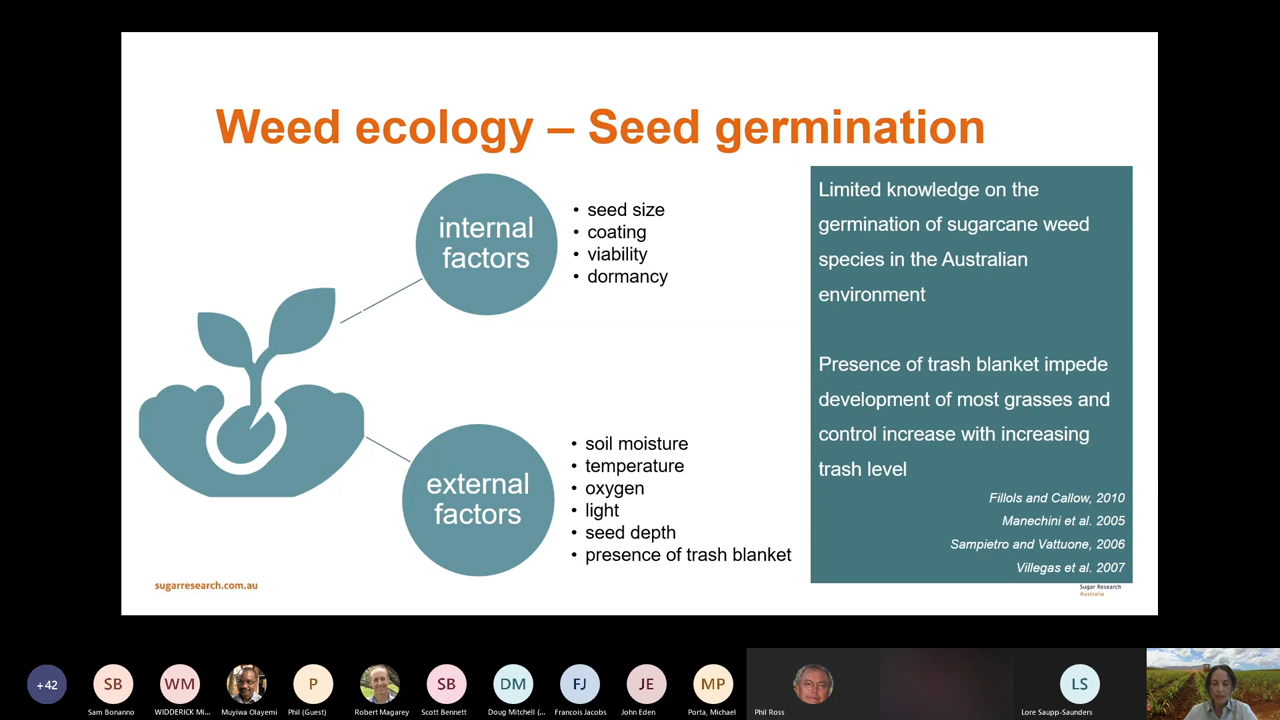 Weed ecology – Seed germination
internal
factors
• seed size
• coating
• viability
• dormancy
external
factors
• soil moisture
• temperature
• oxygen
• light
• seed depth
• presence of trash blanket
Limited knowledge on the
germination of sugarcane weed
species in the Australian
environment
Presence of trash blanket impede
development of most grasses and
control increase with increasing
trash level
Fillols and Callow, 2010
Manechini et al. 2005
Sampietro and Vattuone, 2006
Villegas et al. 2007
sugarresearch.com.au
Sugar Research
Australia
+42
SB
WM
P
SB
DM
FJ
JE
MP
LS
Sam Bonanno
WIDDERICK Mi...
Muyiwa Olayemi
Phil (Guest)
Robert Magarey
Scott Bennett
Doug Mitchell (...
Francois Jacobs
John Eden
Porta, Michael
Phil Ross
Lore Saupp-Saunders